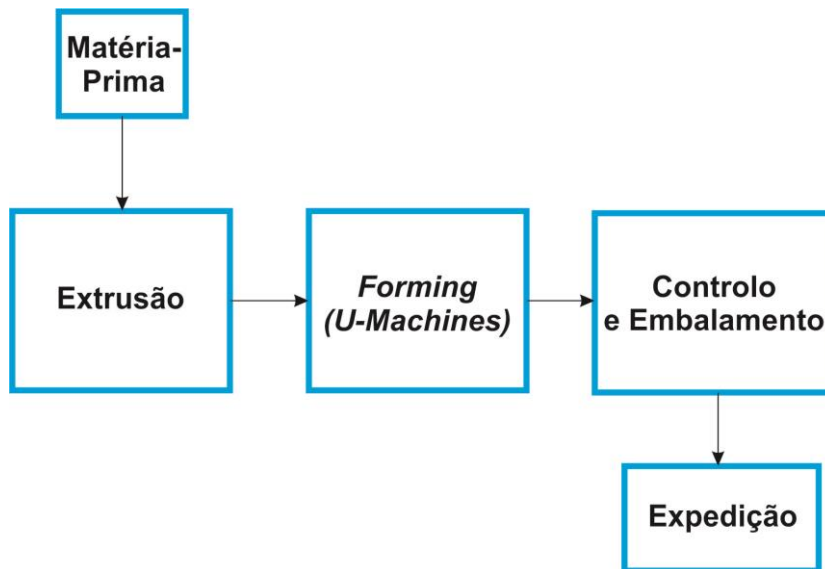 Matéria-
Prima
Extrusão
Forming
(U-Machines)
Controlo
e Embalamento
Expedição